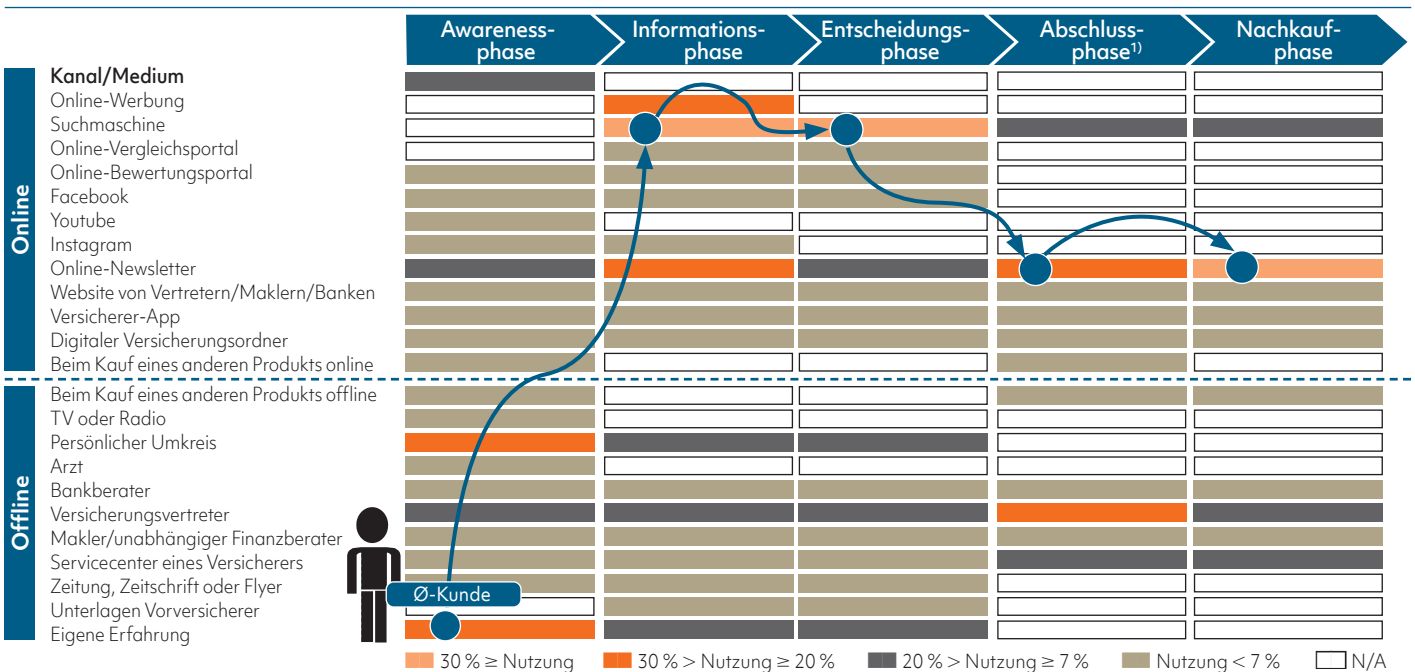 Awareness-
phase
Informations-
phase
Entscheidungs-
phase
Abschluss-
phase¹⁾
Nachkauf-
phase
Online
Kanal/Medium
Online-Werbung
Suchmaschine
Online-Vergleichsportal
Online-Bewertungsportal
Facebook
Youtube
Instagram
Online-Newsletter
Website von Vertretern/Maklern/Banken
Versicherer-App
Digitaler Versicherungsordner
Beim Kauf eines anderen Produkts online
Offline
Beim Kauf eines anderen Produkts offline
TV oder Radio
Persönlicher Umkreis
Arzt
Bankberater
Versicherungsvertreter
Makler/unabhängiger Finanzberater
Servicecenter eines Versicherers
Zeitung, Zeitschrift oder Flyer
Unterlagen Vorversicherer
Eigene Erfahrung
Ø-Kunde
30 % ≥ Nutzung
30 % > Nutzung ≥ 20 %
20 % > Nutzung ≥ 7 %
Nutzung < 7 %
N/A